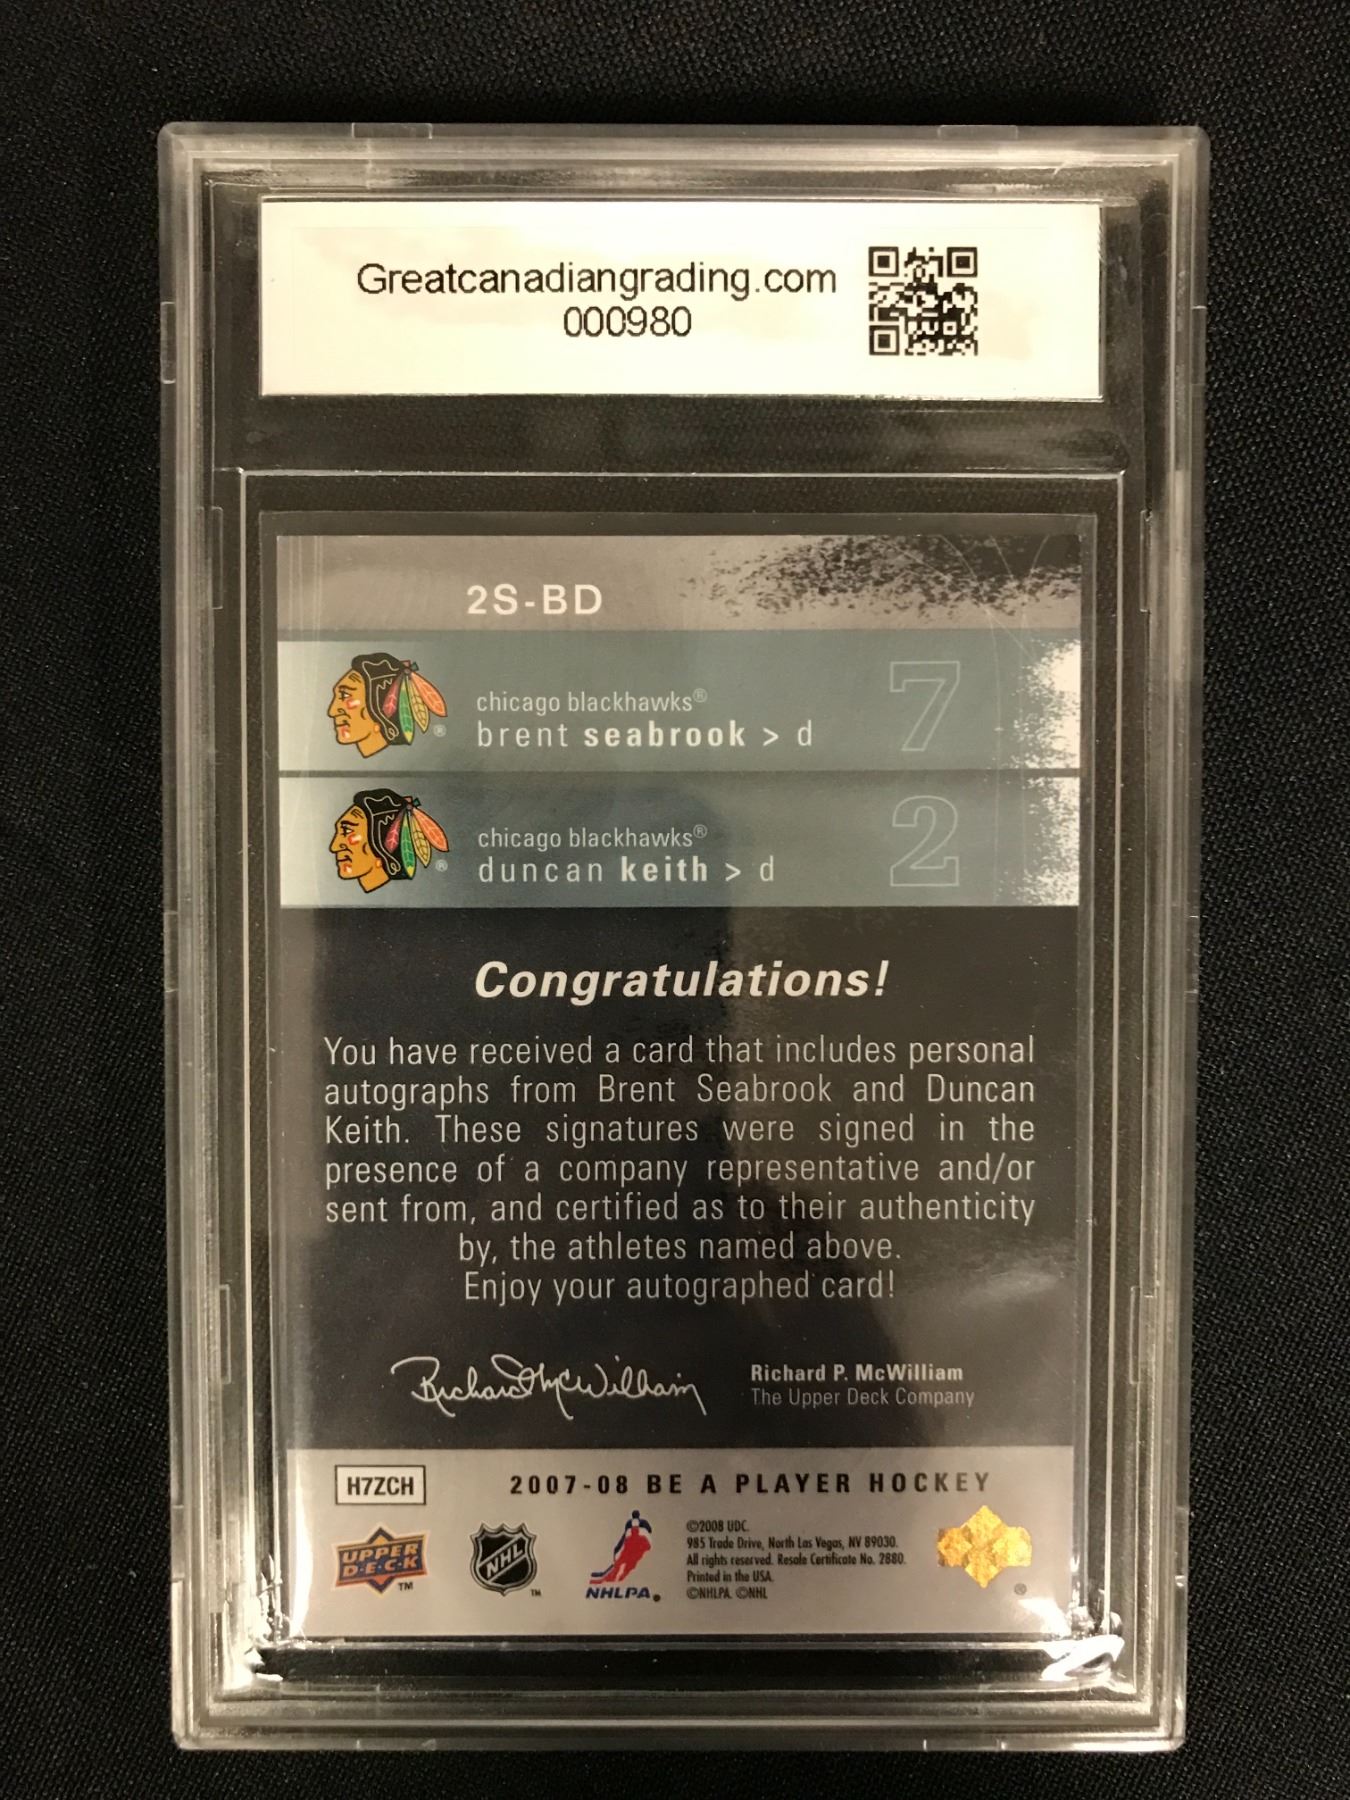 Greatcanadiangrading.com
000980
2S-BD
chicago blackhawks®
brent seabrook > d
7
®
chicago blackhawks®
duncan keith > d
2
®
Congratulations!
You have received a card that includes personal
autographs from Brent Seabrook and Duncan
Keith. These signatures were signed in the
presence of a company representative and/or
sent from, and certified as to their authenticity
by, the athletes named above.
Enjoy your autographed card!
Richard McWilliam
Richard P. McWilliam
The Upper Deck Company
H7ZCH
2007-08 BE A PLAYER HOCKEY
UPPER
D·E·C·K
TM
NHL
TM
NHLPA®
©2008 UDC.
985 Trade Drive, North Las Vegas, NV 89030.
All rights reserved. Resale Certificate No. 2880.
Printed in the USA.
©NHLPA ©NHL
®